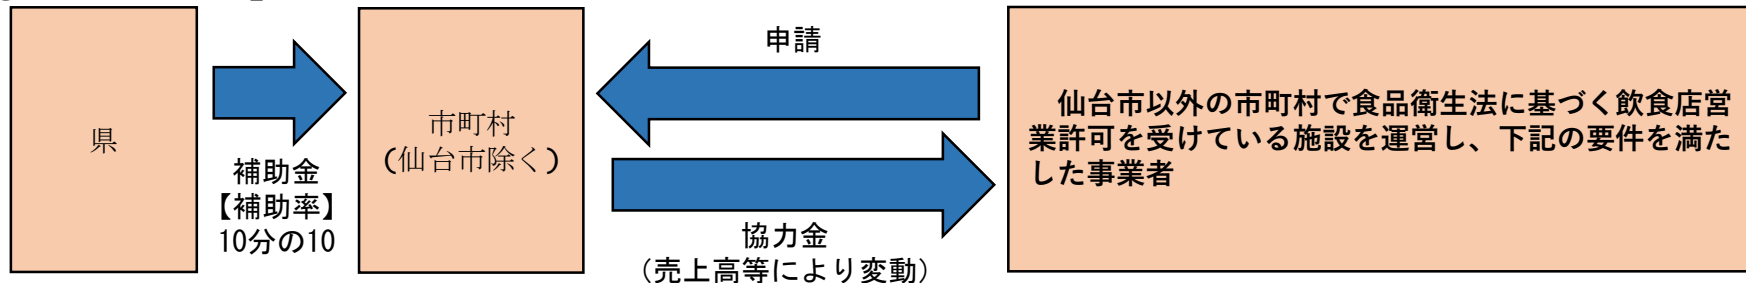 県
補助金
【補助率】
10分の10
市町村
(仙台市除く)
申請
協力金
（売上高等により変動）
　仙台市以外の市町村で食品衛生法に基づく飲食店営
業許可を受けている施設を運営し、下記の要件を満た
した事業者